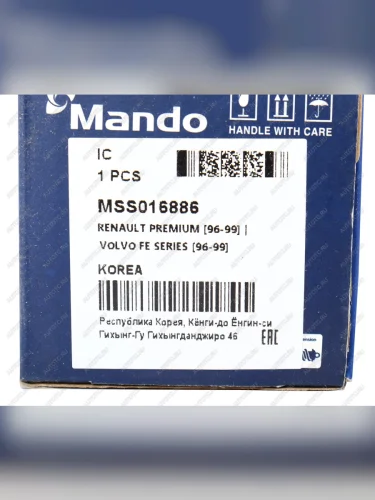 Mando
HANDLE WITH CARE
IC
1 PCS
MSS016886
RENAULT PREMIUM [96-99] |
VOLVO FE SERIES [96-99]
KOREA
Республика Корея, Кёнги-до Ёнгин-си
Гихынг-Гу Гихынгданджиро 46
EAC